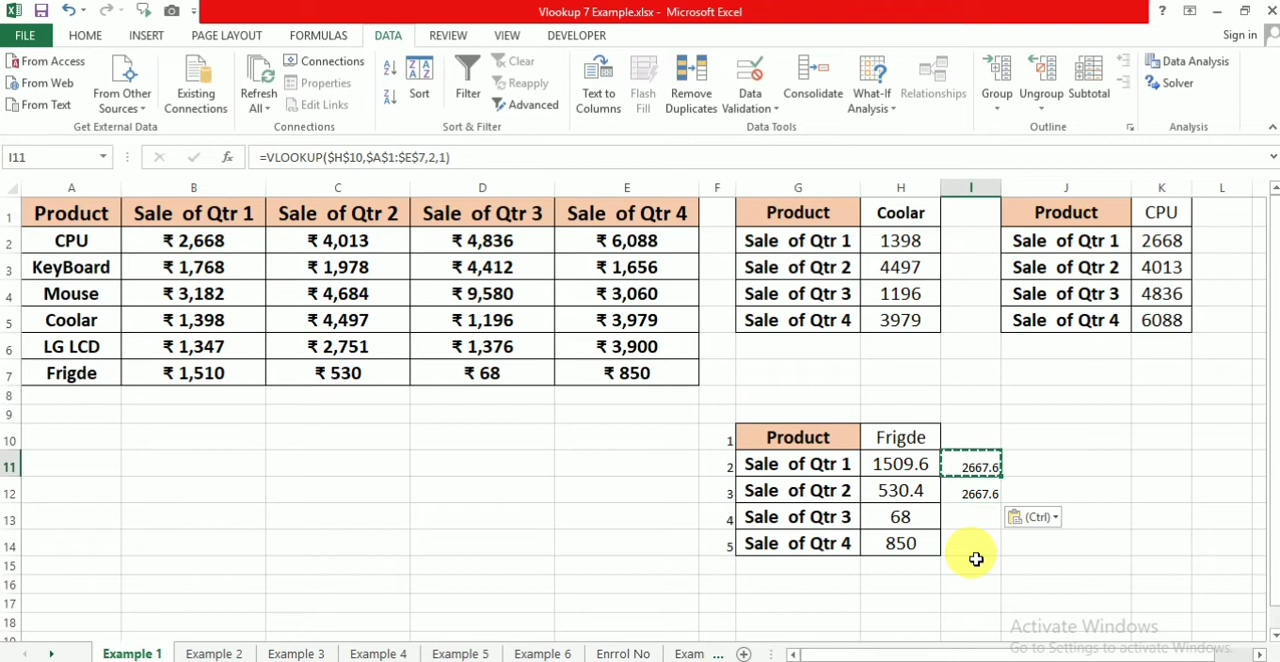 Vlookup 7 Example.xlsx - Microsoft Excel
FILE HOME INSERT PAGE LAYOUT FORMULAS DATA REVIEW VIEW DEVELOPER Sign in
From Access
From Web
From Text
From Other Sources
Existing Connections
Get External Data
Refresh All
Connections
Properties
Edit Links
Connections
Sort
Filter
Clear
Reapply
Advanced
Sort & Filter
Text to Columns
Flash Fill
Remove Duplicates
Data Validation
Consolidate
What-If Analysis
Relationships
Data Tools
Group
Ungroup
Subtotal
Outline
Data Analysis
Solver
Analysis
I11 fx =VLOOKUP($H$10,$A$1:$E$7,2,1)
A B C D E F G H I J K L
1 Product Sale of Qtr 1 Sale of Qtr 2 Sale of Qtr 3 Sale of Qtr 4 Product Coolar Product CPU
2 CPU ₹ 2,668 ₹ 4,013 ₹ 4,836 ₹ 6,088 Sale of Qtr 1 1398 Sale of Qtr 1 2668
3 KeyBoard ₹ 1,768 ₹ 1,978 ₹ 4,412 ₹ 1,656 Sale of Qtr 2 4497 Sale of Qtr 2 4013
4 Mouse ₹ 3,182 ₹ 4,684 ₹ 9,580 ₹ 3,060 Sale of Qtr 3 1196 Sale of Qtr 3 4836
5 Coolar ₹ 1,398 ₹ 4,497 ₹ 1,196 ₹ 3,979 Sale of Qtr 4 3979 Sale of Qtr 4 6088
6 LG LCD ₹ 1,347 ₹ 2,751 ₹ 1,376 ₹ 3,900
7 Frigde ₹ 1,510 ₹ 530 ₹ 68 ₹ 850
8
9
10 1 Product Frigde
11 2 Sale of Qtr 1 1509.6 2667.6
12 3 Sale of Qtr 2 530.4 2667.6
13 4 Sale of Qtr 3 68 (Ctrl)
14 5 Sale of Qtr 4 850
15
16
17
18
Activate Windows
Go to Settings to activate Windows.
Example 1 Example 2 Example Example 4 Example 5 Example 6 Enrrol No Exam ...